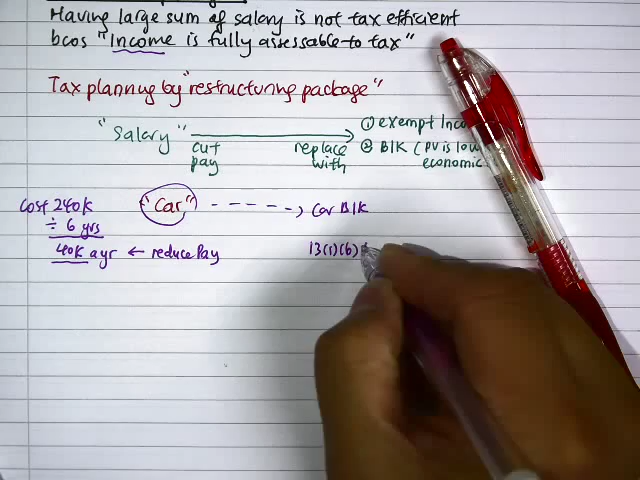 Having large sum of salary is not tax efficient
bcos "Income is fully assessable to tax"
Tax planning by "restructuring package"
"Salary" cut pay replace with
① exempt Inco
② BIK (PV is low
economic
Cost 240k
÷ 6 yrs
40k a yr ← reduce Pay
"Car" -----> Car BIK
13(1)(b)